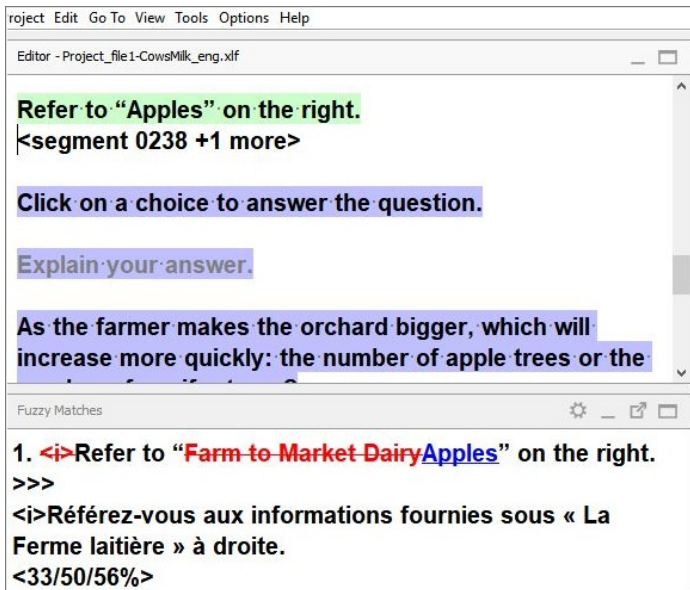 roject Edit Go To View Tools Options Help
Editor - Project_file1-CowsMilk_eng.xlf
Refer to “Apples” on the right.
<segment 0238 +1 more>
Click on a choice to answer the question.
Explain your answer.
As the farmer makes the orchard bigger, which will
increase more quickly: the number of apple trees or the
Fuzzy Matches
1. <i>Refer to “Farm to Market DairyApples” on the right.
>>>
<i>Référez-vous aux informations fournies sous « La
Ferme laitière » à droite.
<33/50/56%>